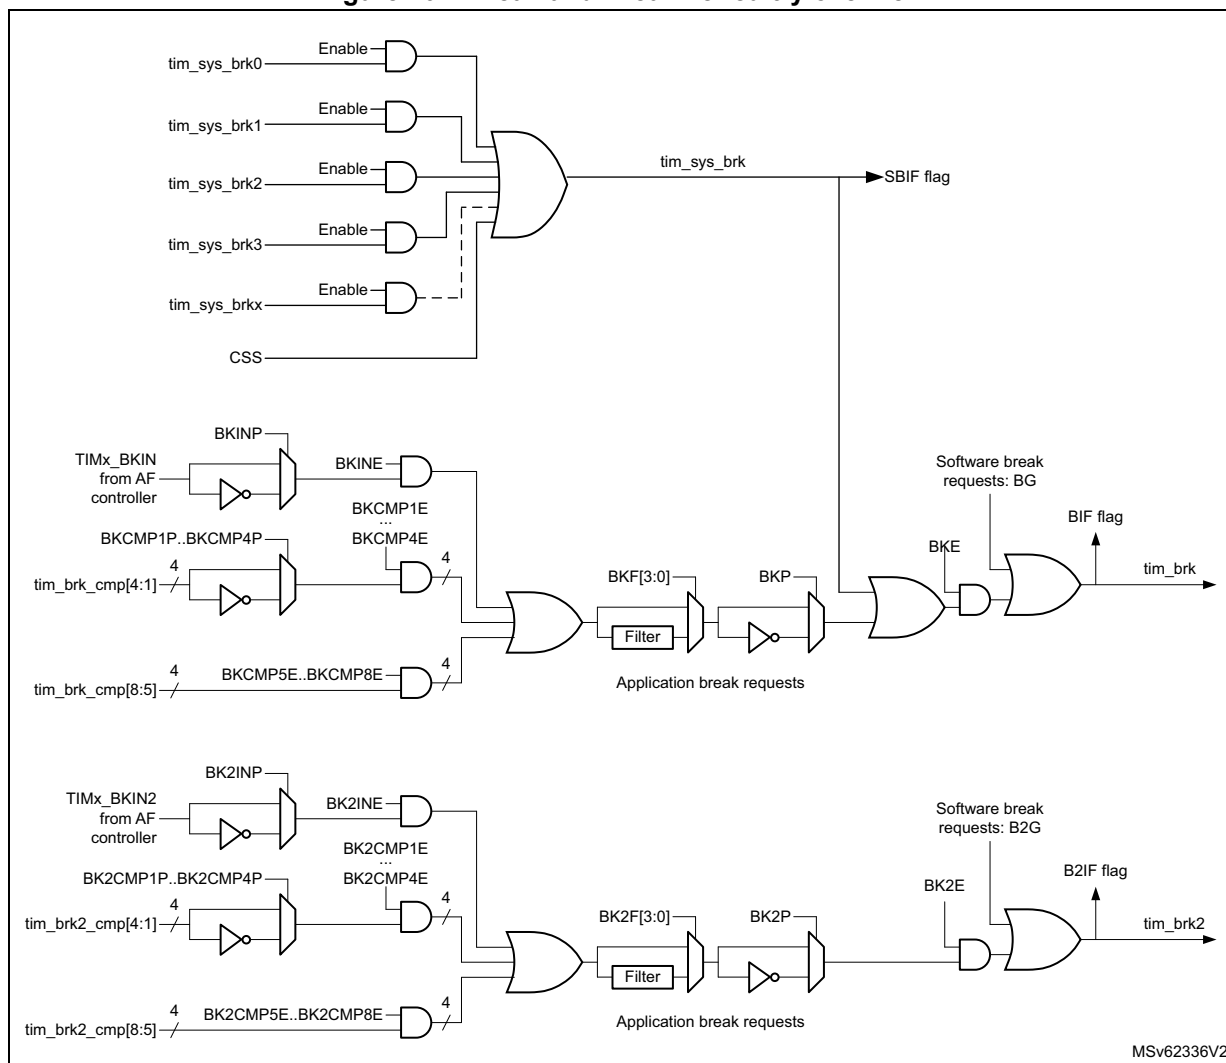 Enable
tim_sys_brk0
Enable
tim_sys_brk1
Enable
tim_sys_brk2
Enable
tim_sys_brk3
Enable
tim_sys_brkx
CSS
tim_sys_brk
SBIF flag
BKINP
TIMx_BKIN
from AF
controller
BKINE
BKCMP1E
...
BKCMP4E
BKCMP1P..BKCMP4P
4
tim_brk_cmp[4:1]
4
4
tim_brk_cmp[8:5]
BKCMP5E..BKCMP8E
4
BKF[3:0]
Filter
BKP
Application break requests
BKE
Software break
requests: BG
BIF flag
tim_brk
BK2INP
TIMx_BKIN2
from AF
controller
BK2INE
BK2CMP1E
...
BK2CMP4E
BK2CMP1P..BK2CMP4P
4
tim_brk2_cmp[4:1]
4
4
tim_brk2_cmp[8:5]
BK2CMP5E..BK2CMP8E
4
BK2F[3:0]
Filter
BK2P
Application break requests
BK2E
Software break
requests: B2G
B2IF flag
tim_brk2
MSv62336V2